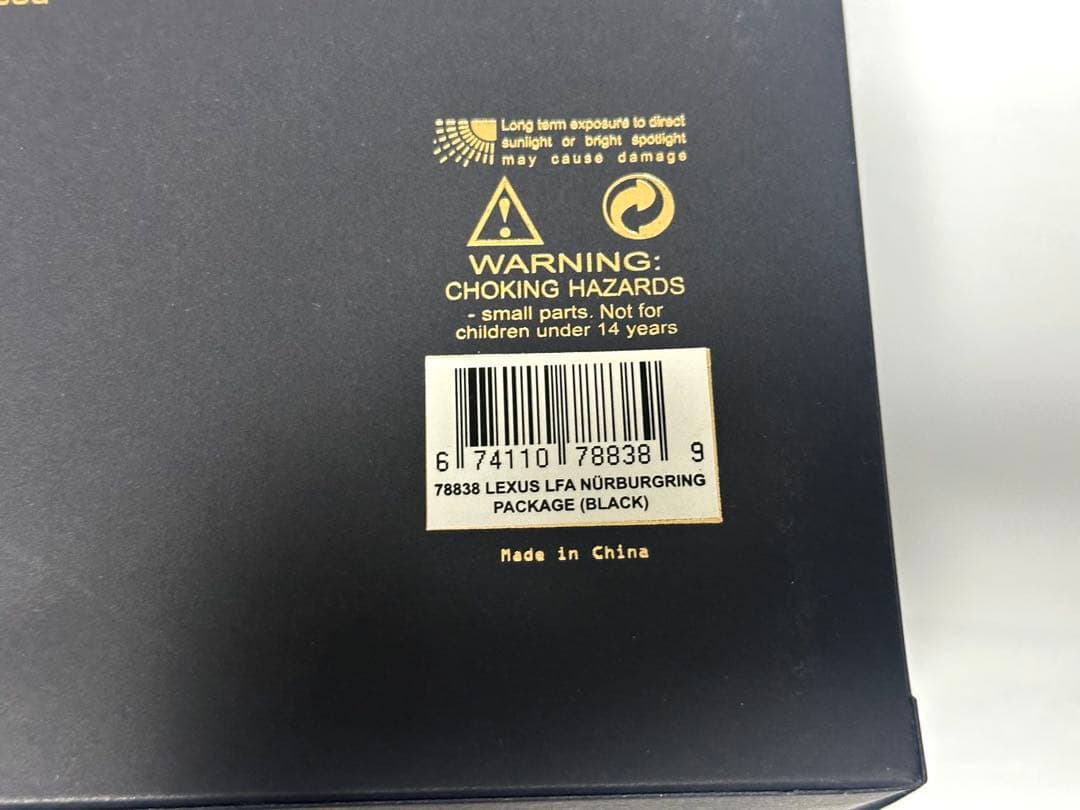 Long term exposure to direct
sunlight or bright spotlight
may cause damage
WARNING:
CHOKING HAZARDS
- small parts. Not for
children under 14 years
6 74110 78838 9
78838 LEXUS LFA NÜRBURGRING
PACKAGE (BLACK)
Made in China